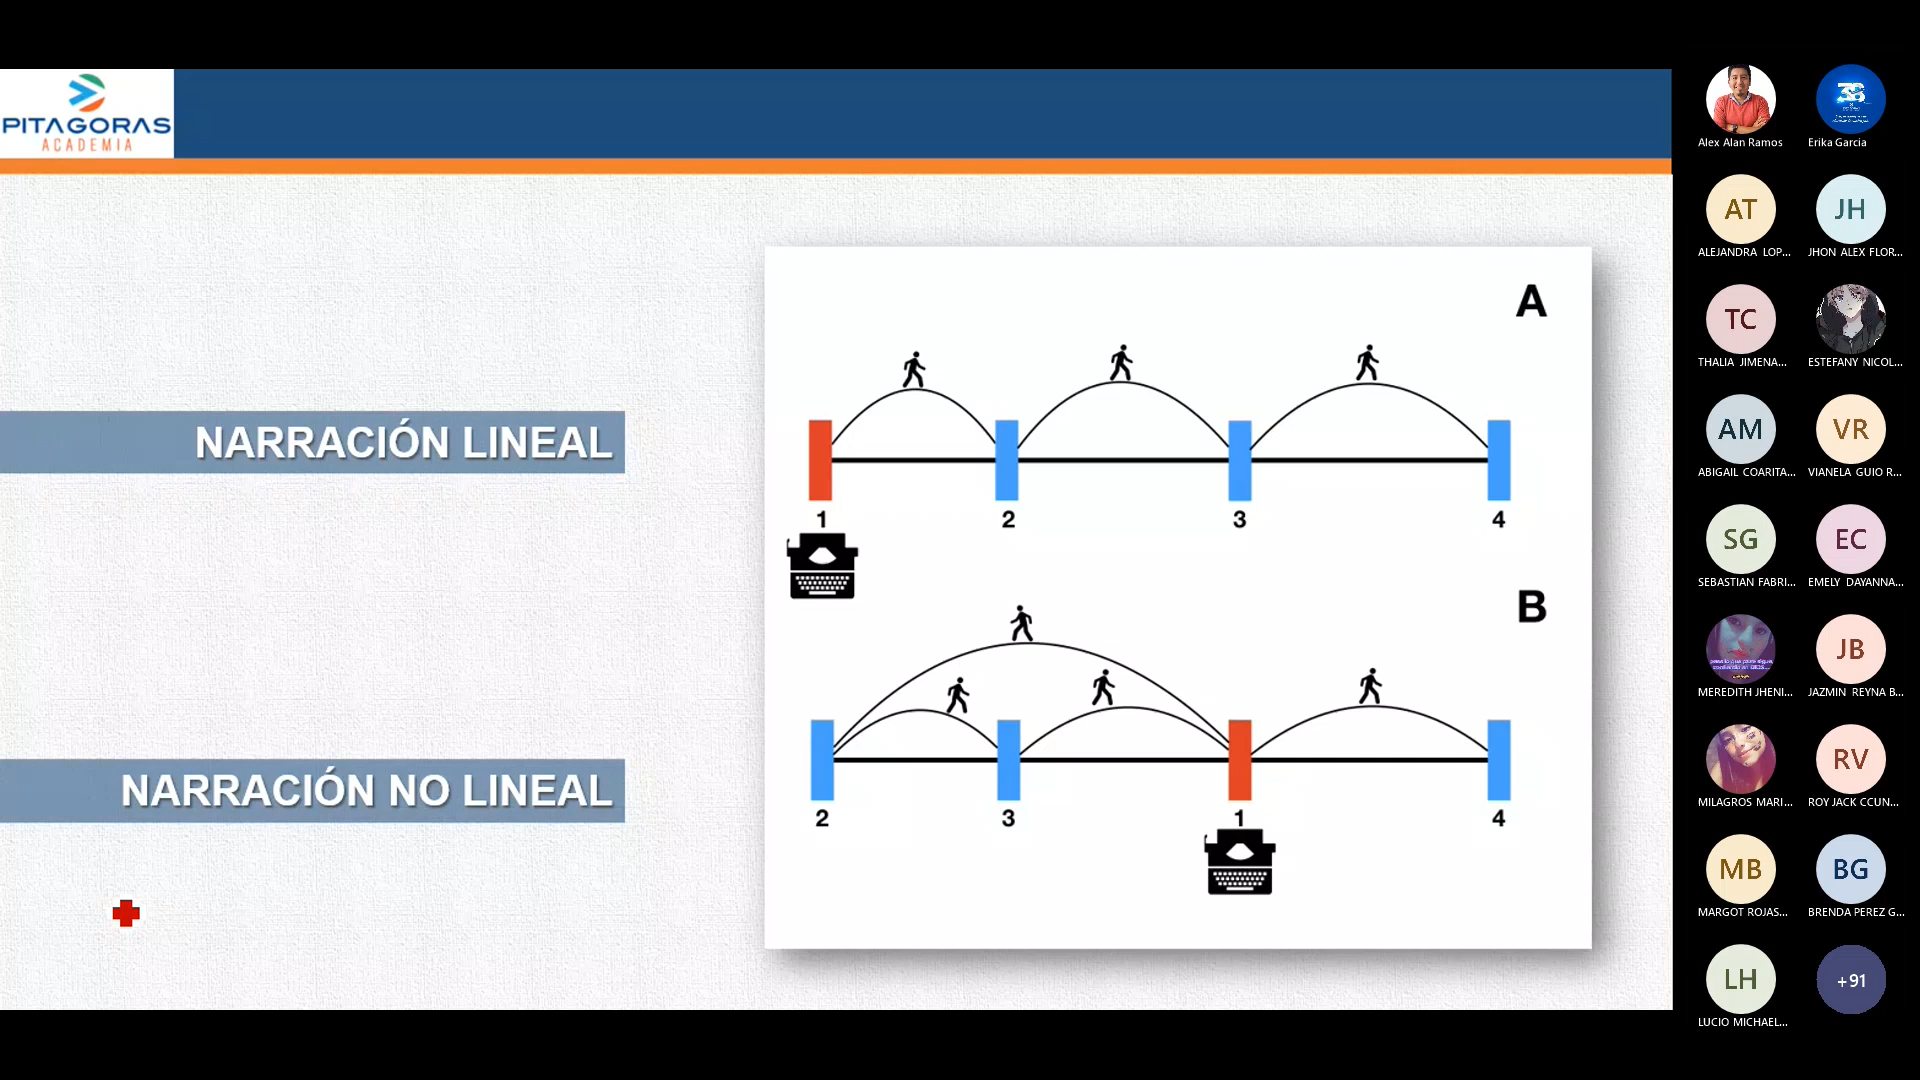 PITAGORAS
ACADEMIA
NARRACIÓN LINEAL
NARRACIÓN NO LINEAL
A
1
2
3
4
B
2
3
1
4
Alex Alan Ramos
Erika Garcia
AT
ALEJANDRA LOP...
JH
JHON ALEX FLOR...
TC
THALIA JIMENA...
ESTEFANY NICOL...
AM
ABIGAIL COARITA...
VR
VIANELA GUIO R...
SG
SEBASTIAN FABRI...
EC
EMELY DAYANNA...
MEREDITH JHENI...
JB
JAZMIN REYNA B...
MILAGROS MARI...
RV
ROY JACK CCUN...
MB
MARGOT ROJAS...
BG
BRENDA PEREZ G...
LH
LUCIO MICHAEL...
+91